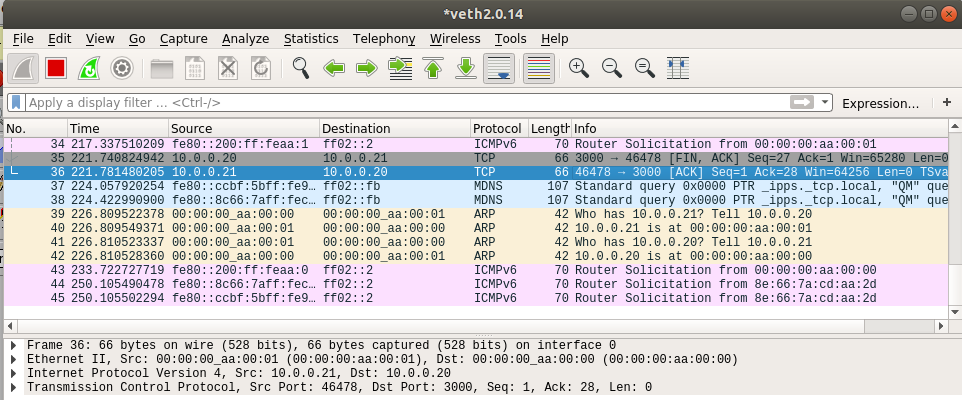 *veth2.0.14
File Edit View Go Capture Analyze Statistics Telephony Wireless Tools Help
Apply a display filter ... <Ctrl-/> Expression... +
No. Time Source Destination Protocol Length Info
34 217.337510209 fe80::200:ff:feaa:1 ff02::2 ICMPv6 70 Router Solicitation from 00:00:00:aa:00:01
35 221.740824942 10.0.0.20 10.0.0.21 TCP 66 3000 → 46478 [FIN, ACK] Seq=27 Ack=1 Win=65280 Len=0
36 221.781480205 10.0.0.21 10.0.0.20 TCP 66 46478 → 3000 [ACK] Seq=1 Ack=28 Win=64256 Len=0 TSva
37 224.057920254 fe80::ccbf:5bff:fe9… ff02::fb MDNS 107 Standard query 0x0000 PTR _ipps._tcp.local, "QM" que
38 224.422990900 fe80::8c66:7aff:fec… ff02::fb MDNS 107 Standard query 0x0000 PTR _ipps._tcp.local, "QM" que
39 226.809522378 00:00:00_aa:00:00 00:00:00_aa:00:01 ARP 42 Who has 10.0.0.21? Tell 10.0.0.20
40 226.809549371 00:00:00_aa:00:01 00:00:00_aa:00:00 ARP 42 10.0.0.21 is at 00:00:00:aa:00:01
41 226.810523337 00:00:00_aa:00:01 00:00:00_aa:00:00 ARP 42 Who has 10.0.0.20? Tell 10.0.0.21
42 226.810528360 00:00:00_aa:00:00 00:00:00_aa:00:01 ARP 42 10.0.0.20 is at 00:00:00:aa:00:00
43 233.722727719 fe80::200:ff:feaa:0 ff02::2 ICMPv6 70 Router Solicitation from 00:00:00:aa:00:00
44 250.105490478 fe80::8c66:7aff:fec… ff02::2 ICMPv6 70 Router Solicitation from 8e:66:7a:cd:aa:2d
45 250.105502294 fe80::ccbf:5bff:fe9… ff02::2 ICMPv6 70 Router Solicitation from 8e:66:7a:cd:aa:2d
Frame 36: 66 bytes on wire (528 bits), 66 bytes captured (528 bits) on interface 0
Ethernet II, Src: 00:00:00_aa:00:01 (00:00:00:aa:00:01), Dst: 00:00:00_aa:00:00 (00:00:00:aa:00:00)
Internet Protocol Version 4, Src: 10.0.0.21, Dst: 10.0.0.20
Transmission Control Protocol, Src Port: 46478, Dst Port: 3000, Seq: 1, Ack: 28, Len: 0